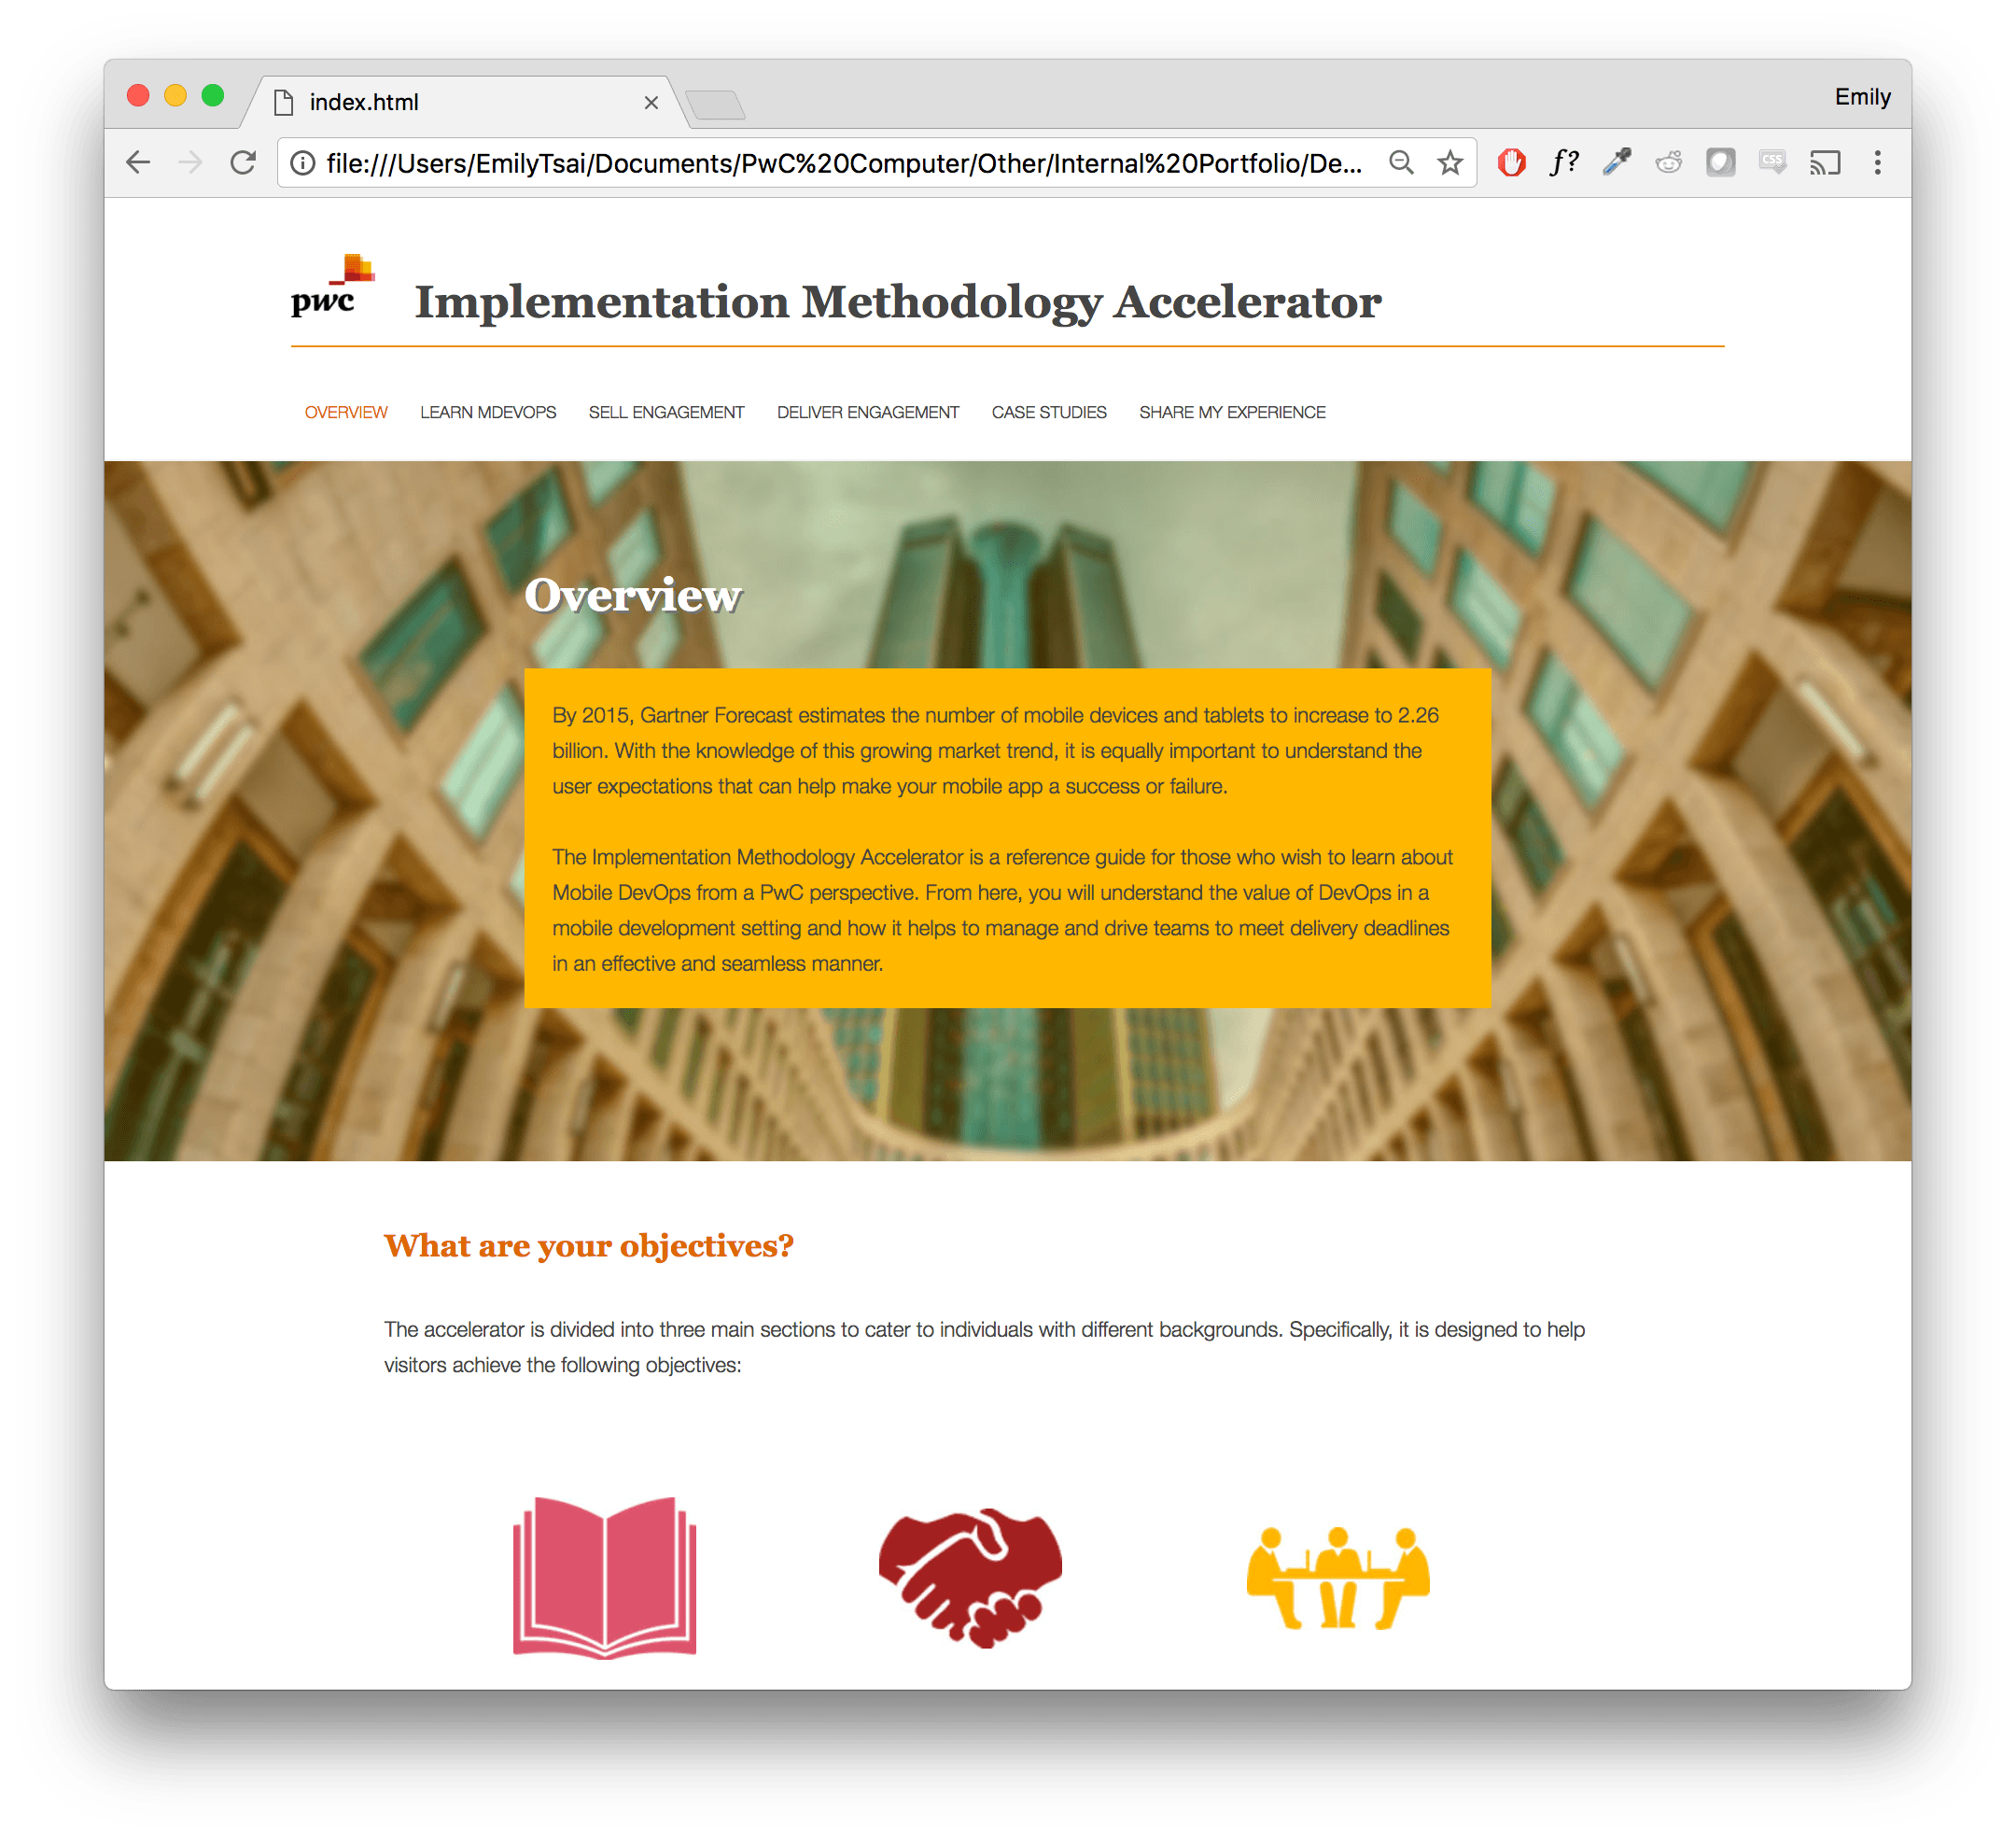 index.html
Emily
file:///Users/EmilyTsai/Documents/PwC%20Computer/Other/Internal%20Portfolio/De...
f?
CSS
pwc
Implementation Methodology Accelerator
OVERVIEW LEARN MDEVOPS SELL ENGAGEMENT DELIVER ENGAGEMENT CASE STUDIES SHARE MY EXPERIENCE
Overview
By 2015, Gartner Forecast estimates the number of mobile devices and tablets to increase to 2.26
billion. With the knowledge of this growing market trend, it is equally important to understand the
user expectations that can help make your mobile app a success or failure.
The Implementation Methodology Accelerator is a reference guide for those who wish to learn about
Mobile DevOps from a PwC perspective. From here, you will understand the value of DevOps in a
mobile development setting and how it helps to manage and drive teams to meet delivery deadlines
in an effective and seamless manner.
What are your objectives?
The accelerator is divided into three main sections to cater to individuals with different backgrounds. Specifically, it is designed to help
visitors achieve the following objectives: